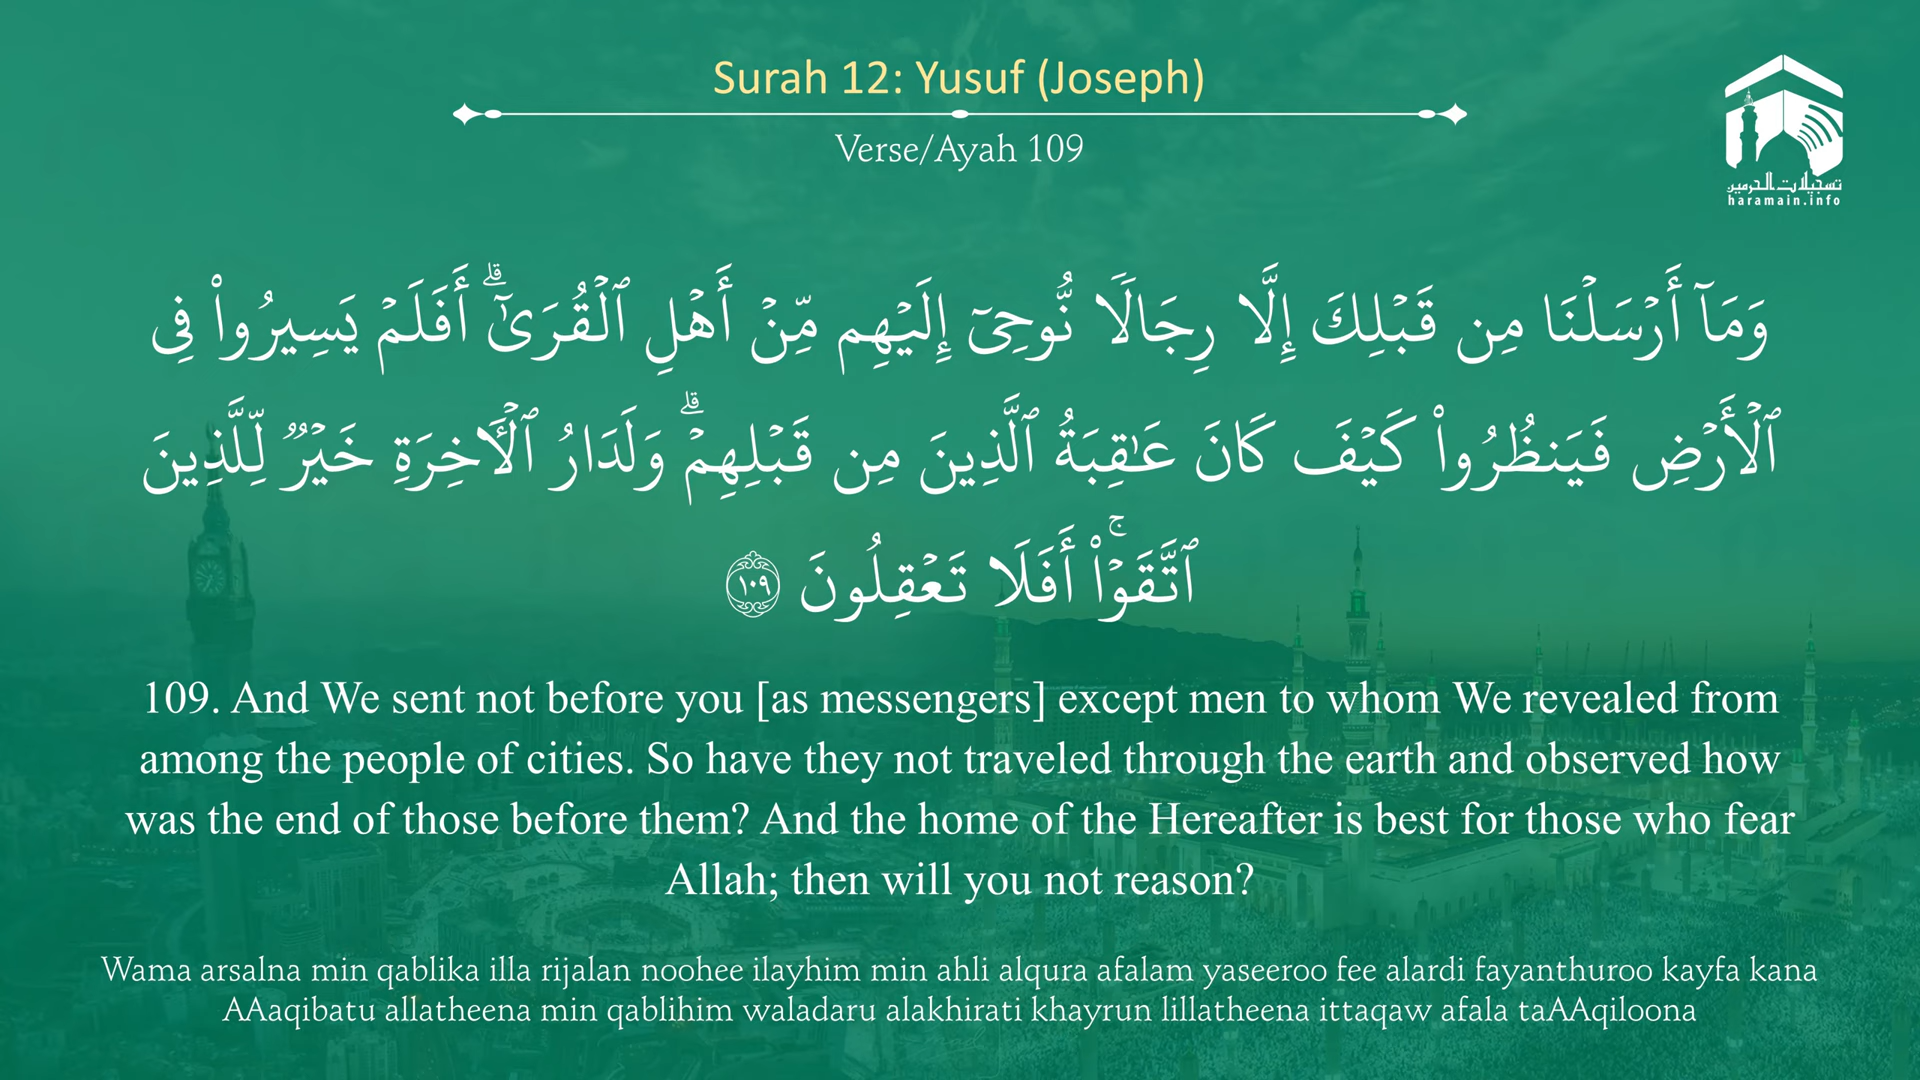 Surah 12: Yusuf (Joseph)
Verse/Ayah 109
تسجيلات الحرمين
haramain.info
وَمَآ أَرۡسَلۡنَا مِن قَبۡلِكَ إِلَّا رِجَالٗا نُّوحِيٓ إِلَيۡهِم مِّنۡ أَهۡلِ ٱلۡقُرَىٰٓۗ أَفَلَمۡ يَسِيرُواْ فِي
ٱلۡأَرۡضِ فَيَنظُرُواْ كَيۡفَ كَانَ عَٰقِبَةُ ٱلَّذِينَ مِن قَبۡلِهِمۡۗ وَلَدَارُ ٱلۡأٓخِرَةِ خَيۡرٞ لِّلَّذِينَ
ٱتَّقَوۡاْۚ أَفَلَا تَعۡقِلُونَ ١٠٩
109. And We sent not before you [as messengers] except men to whom We revealed from
among the people of cities. So have they not traveled through the earth and observed how
was the end of those before them? And the home of the Hereafter is best for those who fear
Allah; then will you not reason?
Wama arsalna min qablika illa rijalan noohee ilayhim min ahli alqura afalam yaseeroo fee alardi fayanthuroo kayfa kana
AAaqibatu allatheena min qablihim waladaru alakhirati khayrun lillatheena ittaqaw afala taAAqiloona